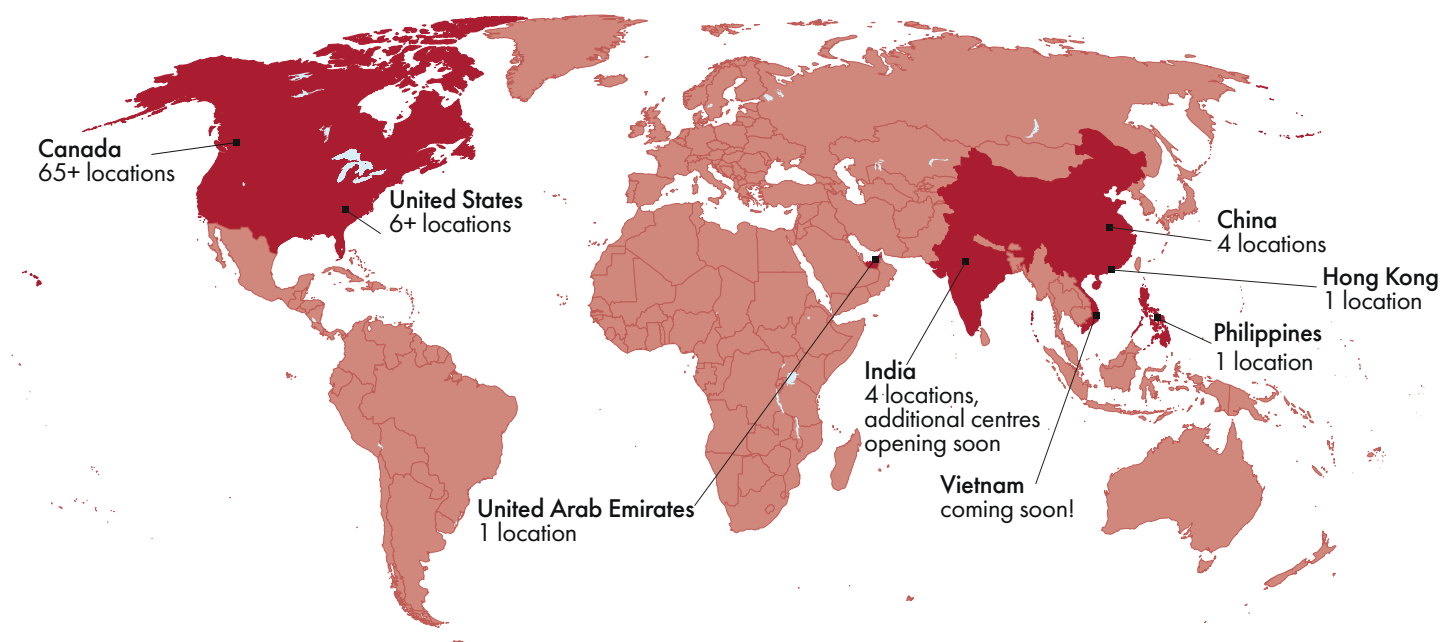 Canada
65+ locations
United States
6+ locations
China
4 locations
Hong Kong
1 location
Philippines
1 location
India
4 locations,
additional centres
opening soon
Vietnam
coming soon!
United Arab Emirates
1 location